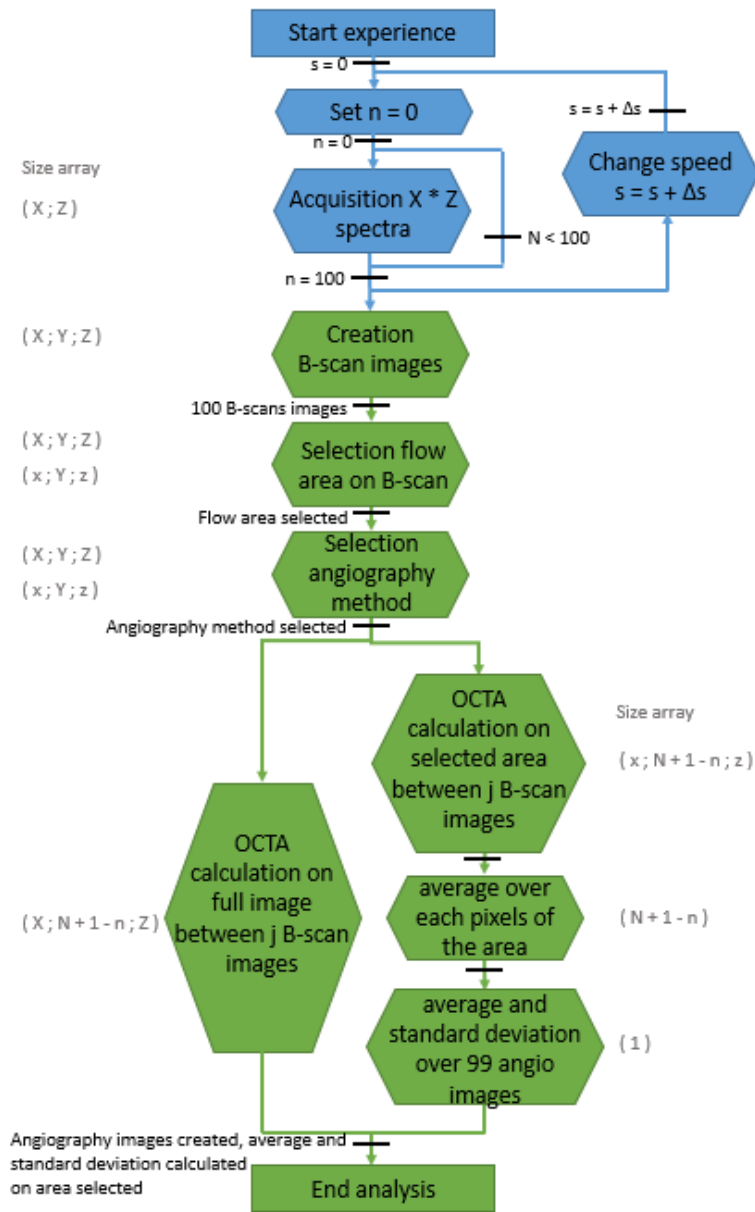 Start experience
s = 0
Set n = 0
n = 0
s = s + Δs
Change speed
s = s + Δs
Size array
( X ; Z )
Acquisition X * Z
spectra
N < 100
n = 100
( X ; Y ; Z )
Creation
B-scan images
100 B-scans images
( X ; Y ; Z )
( x ; Y ; z )
Selection flow
area on B-scan
Flow area selected
( X ; Y ; Z )
( x ; Y ; z )
Selection
angiography
method
Angiography method selected
OCTA
calculation on
selected area
between j B-scan
images
Size array
( x ; N + 1 - n ; z )
( X ; N + 1 - n ; Z )
OCTA
calculation on
full image
between j B-scan
images
average over
each pixels of
the area
( N + 1 - n )
average and
standard deviation
over 99 angio
images
( 1 )
Angiography images created, average and
standard deviation calculated
on area selected
End analysis